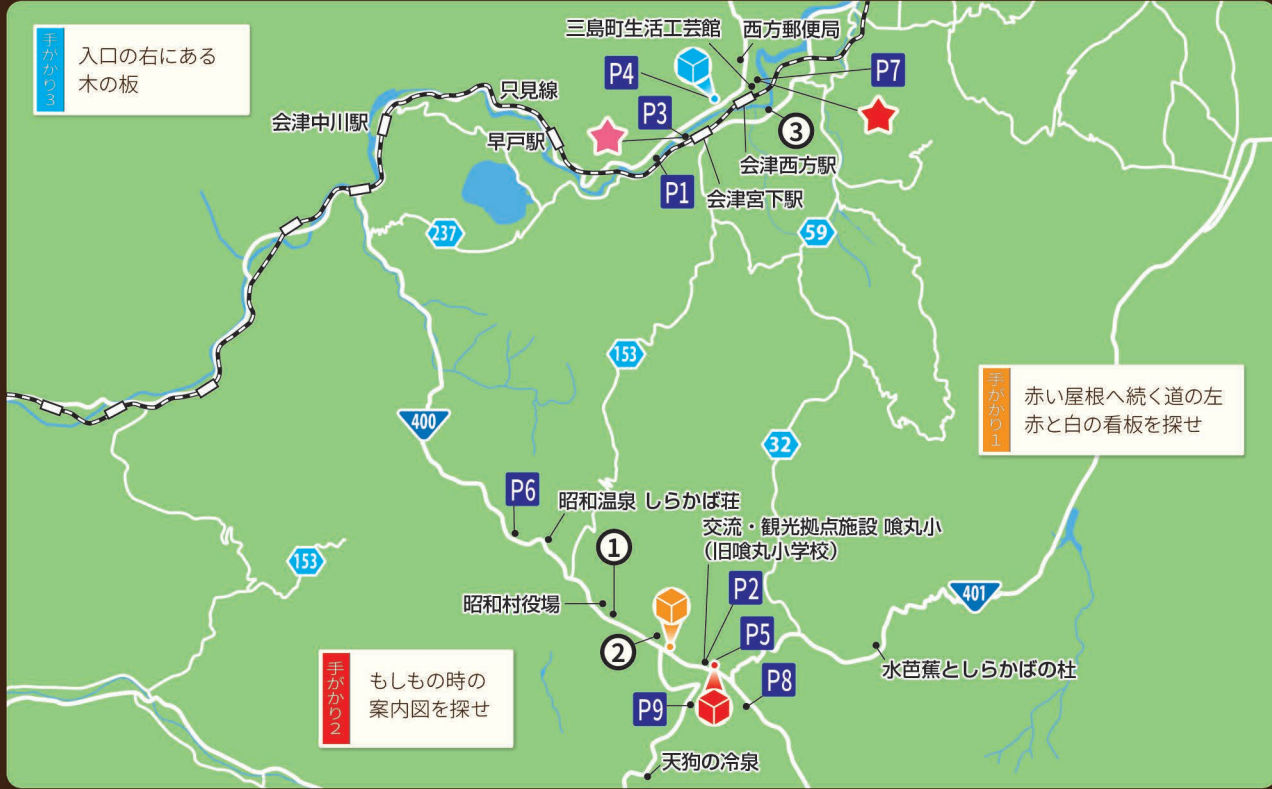 手がかり3
入口の右にある
木の板
三島町生活工芸館
西方郵便局
P4
P7
只見線
P3
会津中川駅
早戸駅
③
会津西方駅
P1
会津宮下駅
237
59
153
手がかり1
赤い屋根へ続く道の左
赤と白の看板を探せ
400
32
P6
昭和温泉 しらかば荘
交流・観光拠点施設 喰丸小
(旧喰丸小学校)
①
153
P2
401
昭和村役場
P5
②
水芭蕉としらかばの杜
手がかり2
もしもの時の
案内図を探せ
P8
P9
天狗の冷泉